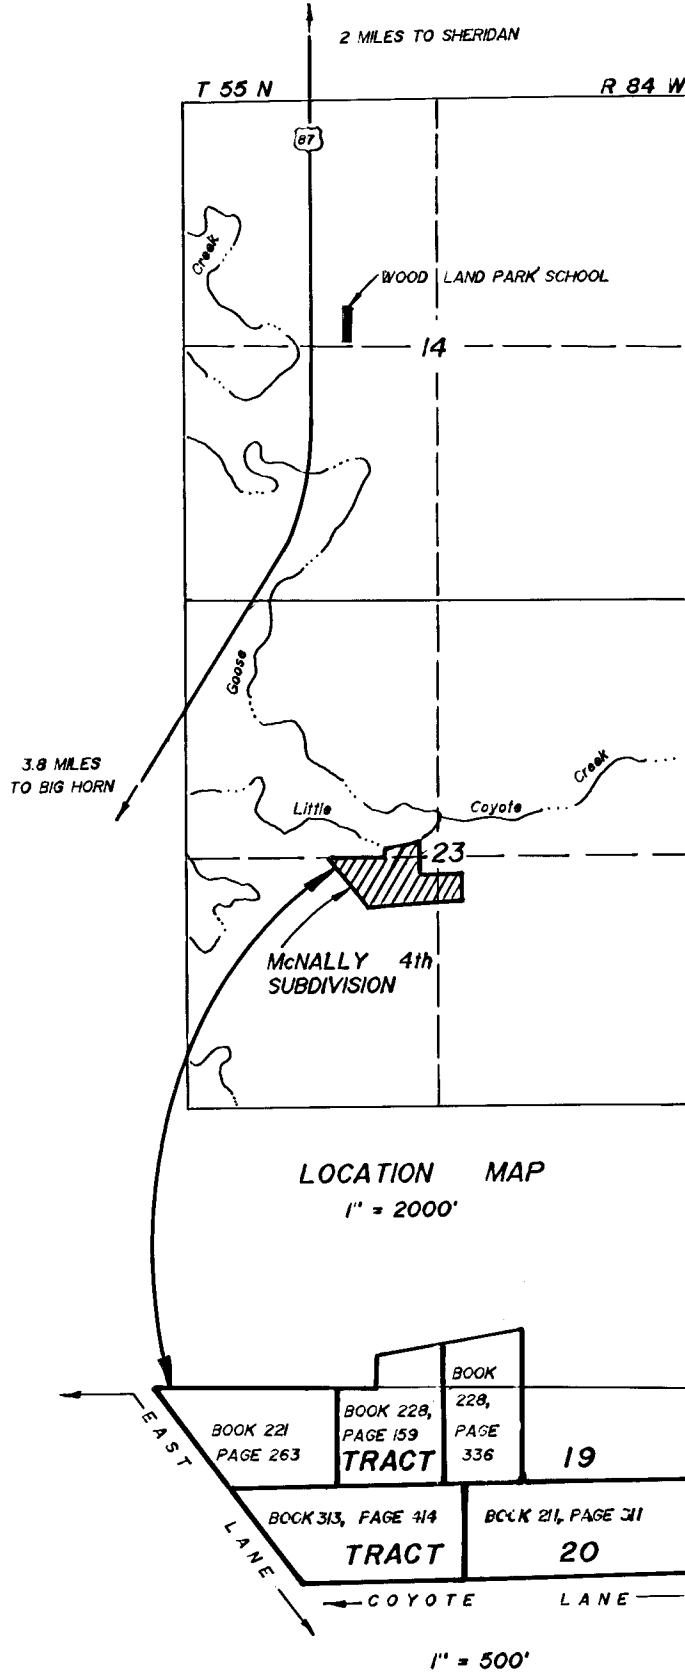 2 MILES TO SHERIDAN
T 55 N
R 84 W
87
Creek
WOOD LAND PARK SCHOOL
14
Goose
3.8 MILES
TO BIG HORN
Creek
Little
Coyote
23
McNALLY 4th
SUBDIVISION
LOCATION MAP
1" = 2000'
BOOK 221
PAGE 263
BOOK 228,
PAGE 159
TRACT
BOOK
228,
PAGE
336
19
EAST LANE
BOOK 313, PAGE 414
TRACT
BOOK 211, PAGE 311
20
COYOTE LANE
1" = 500'